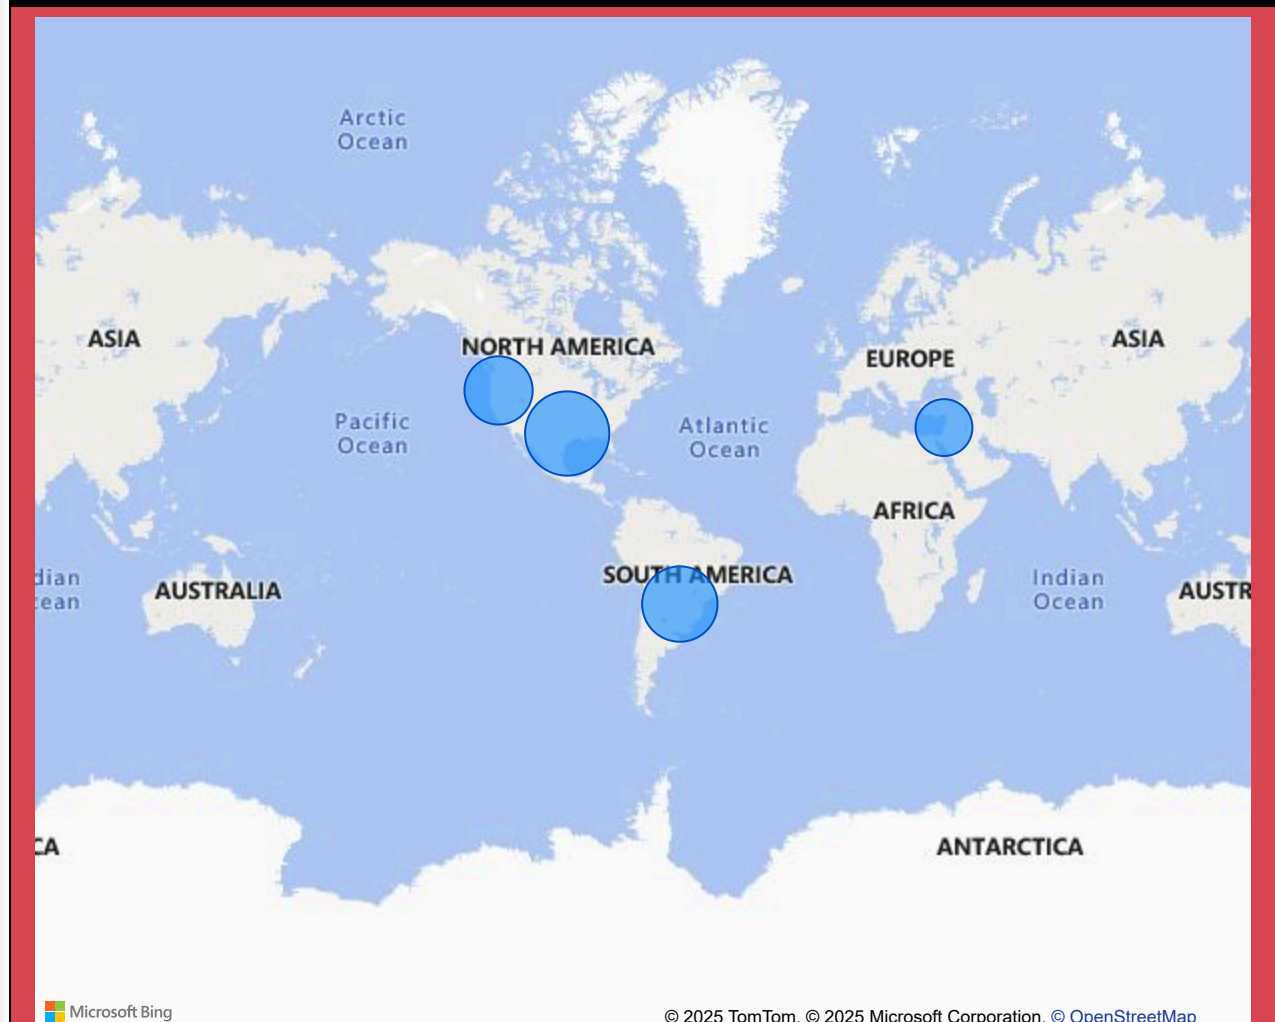 Arctic
Ocean
ASIA
NORTH AMERICA
EUROPE
ASIA
Pacific
Ocean
Atlantic
Ocean
AFRICA
SOUTH AMERICA
dian
cean
AUSTRALIA
Indian
Ocean
AUSTR
CA
ANTARCTICA
Microsoft Bing
© 2025 TomTom, © 2025 Microsoft Corporation, © OpenStreetMap